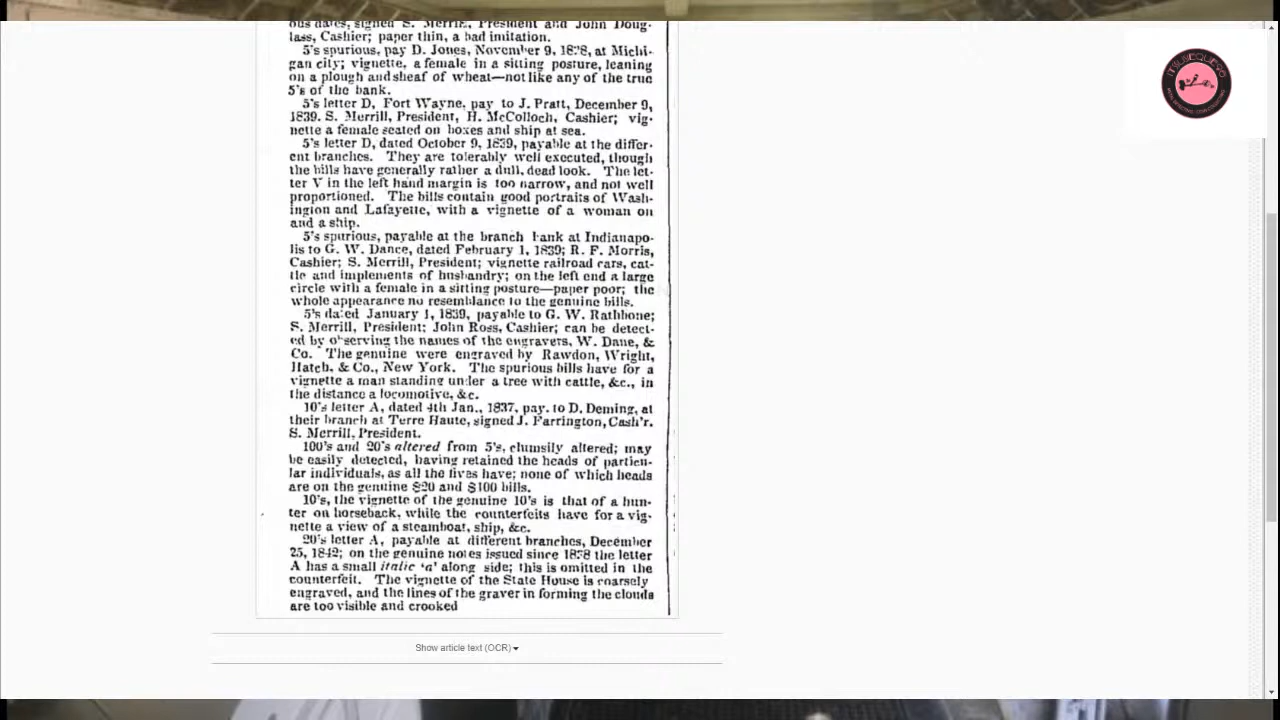 ous dates, signed S. Merrill, President and John Doug-
lass, Cashier; paper thin, a bad imitation.
5's spurious, pay D. Jones, November 9, 1838, at Michi-
gan city; vignette, a female in a sitting posture, leaning
on a plough and sheaf of wheat—not like any of the true
5's of the bank.
5's letter D, Fort Wayne, pay to J. Pratt, December 9,
1839. S. Merrill, President, H. McColloch, Cashier; vig-
nette a female seated on boxes and ship at sea.
5's letter D, dated October 9, 1839, payable at the differ-
ent branches. They are tolerably well executed, though
the bills have generally rather a dull, dead look. The let-
ter V in the left hand margin is too narrow, and not well
proportioned. The bills contain good portraits of Wash-
ington and Lafayette, with a vignette of a woman on
and a ship.
5's spurious, payable at the branch bank at Indianapo-
lis to G. W. Dance, dated February 1, 1839; R. F. Morris,
Cashier; S. Merrill, President; vignette railroad cars, cat-
tle and implements of husbandry; on the left end a large
circle with a female in a sitting posture—paper poor; the
whole appearance no resemblance to the genuine bills.
5's dated January 1, 1839, payable to G. W. Rathbone;
S. Merrill, President; John Ross, Cashier; can be detect-
ed by observing the names of the engravers, W. Dane, &
Co. The genuine were engraved by Rawdon, Wright,
Hatch, & Co., New York. The spurious bills have for a
vignette a man standing under a tree with cattle, &c., in
the distance a locomotive, &c.
10's letter A, dated 4th Jan., 1837, pay. to D. Deming, at
their branch at Terre Haute, signed J. Farrington, Cash'r.
S. Merrill, President.
100's and 20's altered from 5's, clumsily altered; may
be easily detected, having retained the heads of particu-
lar individuals, as all the fives have; none of which heads
are on the genuine $20 and $100 bills.
10's, the vignette of the genuine 10's is that of a hun-
ter on horseback, while the counterfeits have for a vig-
nette a view of a steamboat, ship, &c.
20's letter A, payable at different branches, December
25, 1842; on the genuine notes issued since 1838 the letter
A has a small italic 'a' along side; this is omitted in the
counterfeit. The vignette of the State House is coarsely
engraved, and the lines of the graver in forming the clouds
are too visible and crooked
Show article text (OCR)